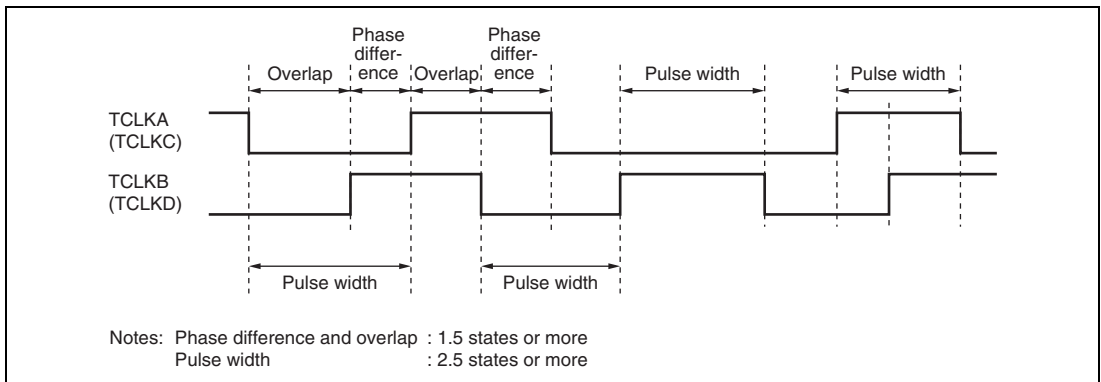 Phase
differ-
ence
Phase
differ-
ence
Overlap
Overlap
Pulse width
Pulse width
TCLKA
(TCLKC)
TCLKB
(TCLKD)
Pulse width
Pulse width
Notes: Phase difference and overlap : 1.5 states or more
Pulse width : 2.5 states or more